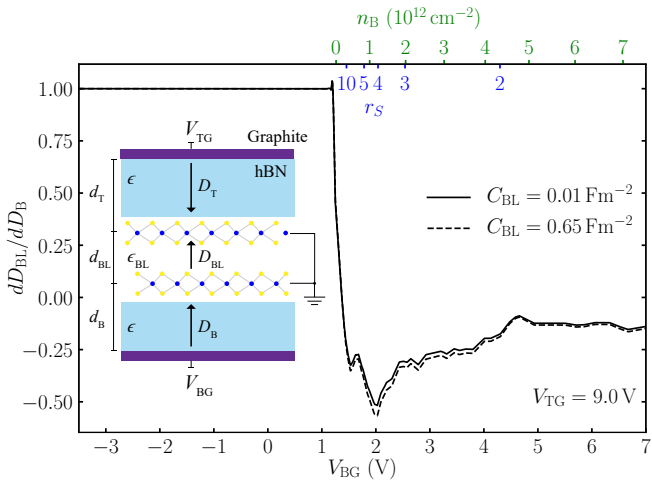 n_B (10^12 cm^−2)
0 1 2 3 4 5 6 7
10 5 4 3 2
r_S
1.00
0.75
0.50
0.25
0.00
−0.25
−0.50
dD_BL/dD_B
V_TG
Graphite
hBN
d_T
ϵ
D_T
d_BL
ϵ_BL
D_BL
d_B
ϵ
D_B
V_BG
C_BL = 0.01 Fm^−2
C_BL = 0.65 Fm^−2
V_TG = 9.0 V
−3 −2 −1 0 1 2 3 4 5 6 7
V_BG (V)